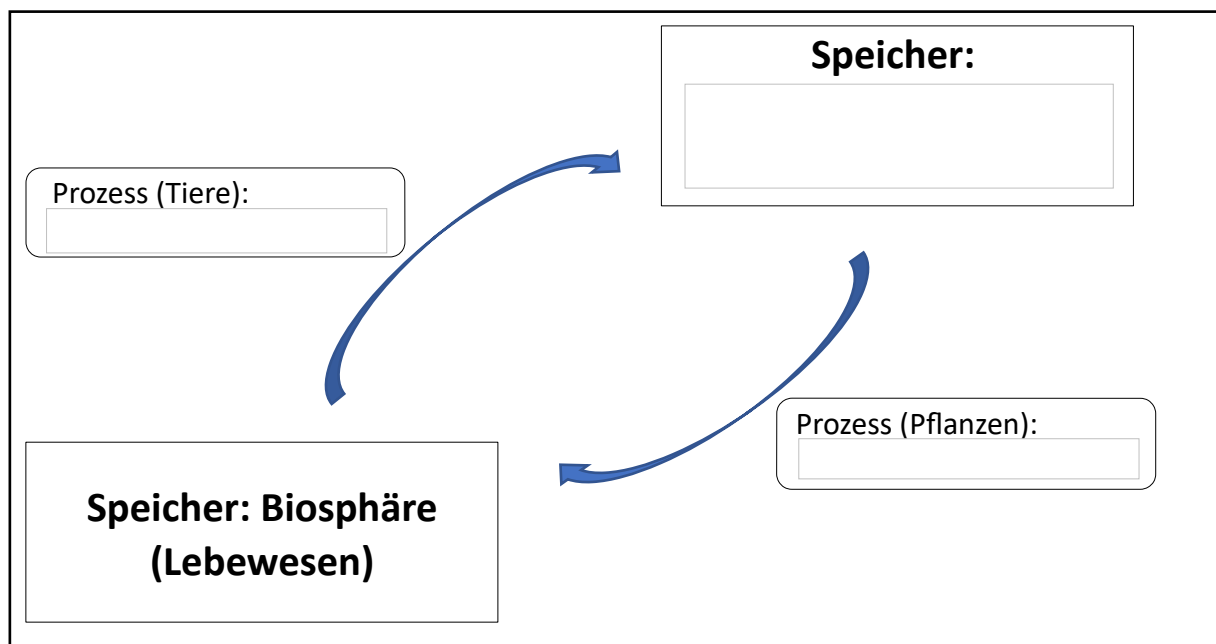 Speicher:
Prozess (Tiere):
Prozess (Pflanzen):
Speicher: Biosphäre
(Lebewesen)